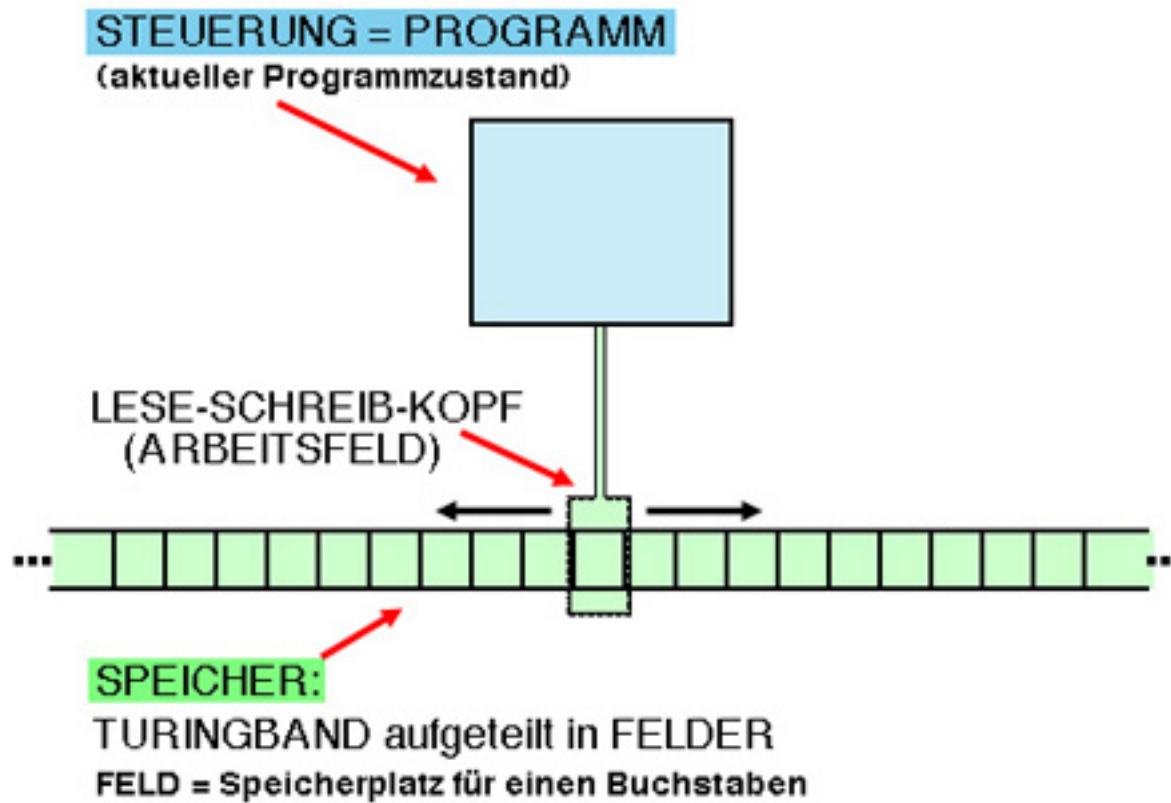 STEUERUNG = PROGRAMM
(aktueller Programmzustand)
LESE-SCHREIB-KOPF
(ARBEITSFELD)
SPEICHER:
TURINGBAND aufgeteilt in FELDER
FELD = Speicherplatz für einen Buchstaben